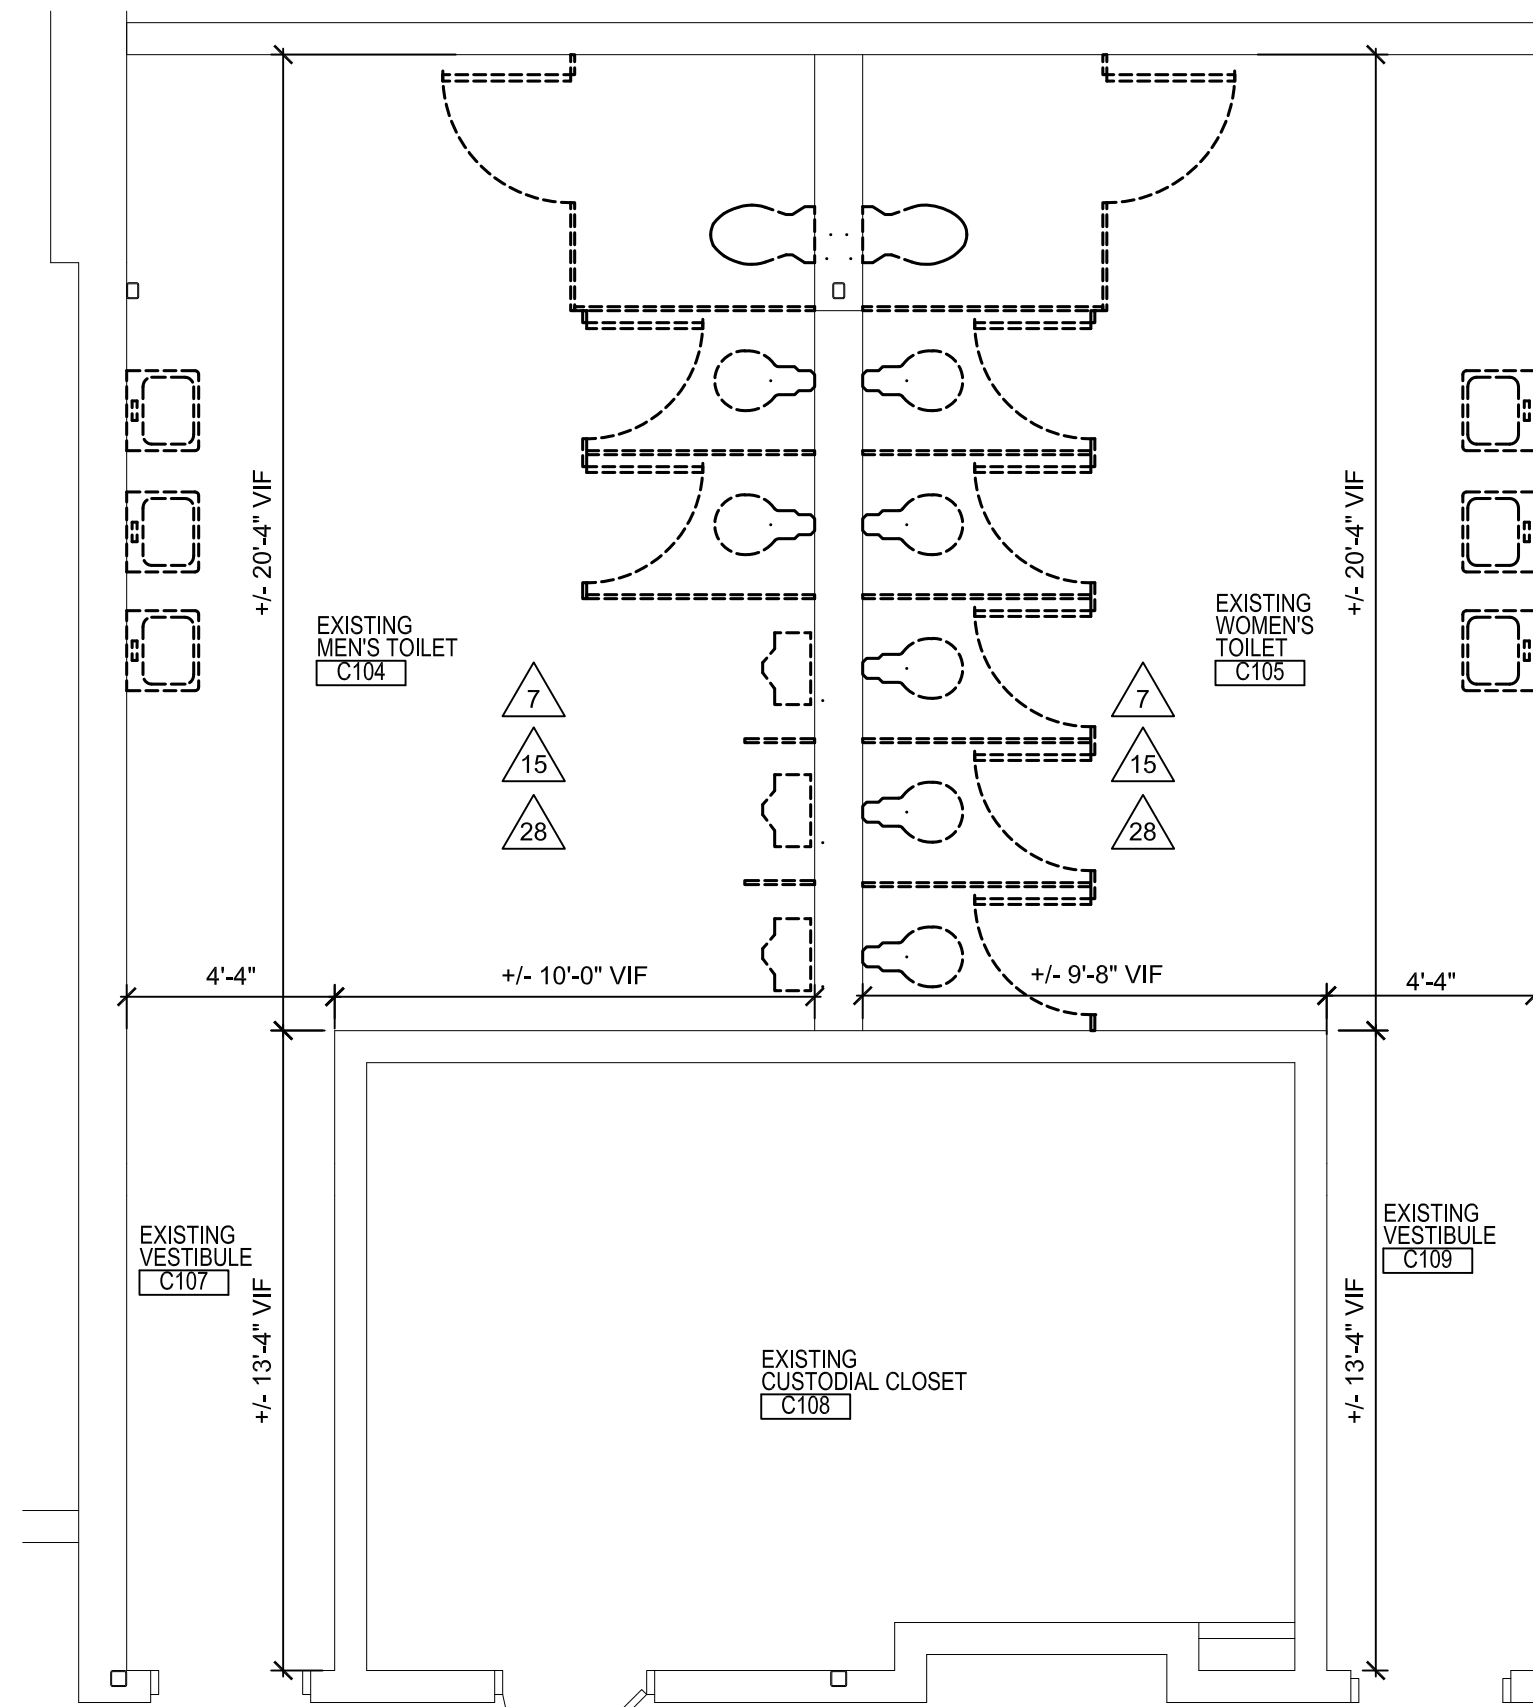 +/- 20'-4" VIF
+/- 20'-4" VIF
EXISTING
MEN'S TOILET
C104
EXISTING
WOMEN'S
TOILET
C105
7
15
28
7
15
28
4'-4"
+/- 10'-0" VIF
+/- 9'-8" VIF
4'-4"
EXISTING
VESTIBULE
C107
EXISTING
VESTIBULE
C109
+/- 13'-4" VIF
+/- 13'-4" VIF
EXISTING
CUSTODIAL CLOSET
C108